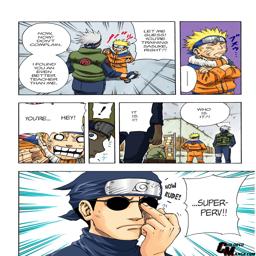 LET ME
GUESS!
YOU'RE
TRAINING
SASUKE,
RIGHT?!
NOW,
NOW! DON'T
COMPLAIN.
I FOUND
YOU AN
EVEN
BETTER
TEACHER
THAN ME.
WHO
IS
IT?!
IT
IS!!
HEY!
YOU'RE...
HOW
RUDE!
...SUPER-
PERV!!